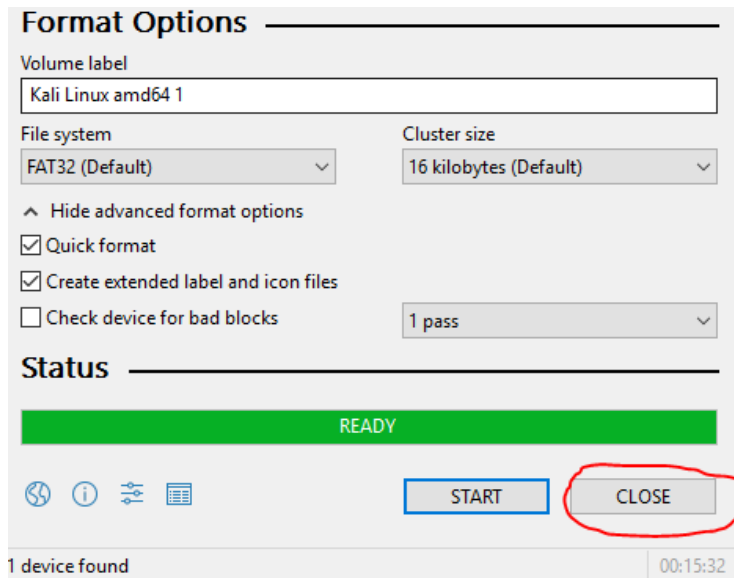 Format Options
Volume label
Kali Linux amd64 1
File system Cluster size
FAT32 (Default) 16 kilobytes (Default)
Hide advanced format options
Quick format
Create extended label and icon files
Check device for bad blocks 1 pass
Status
READY
START CLOSE
1 device found 00:15:32